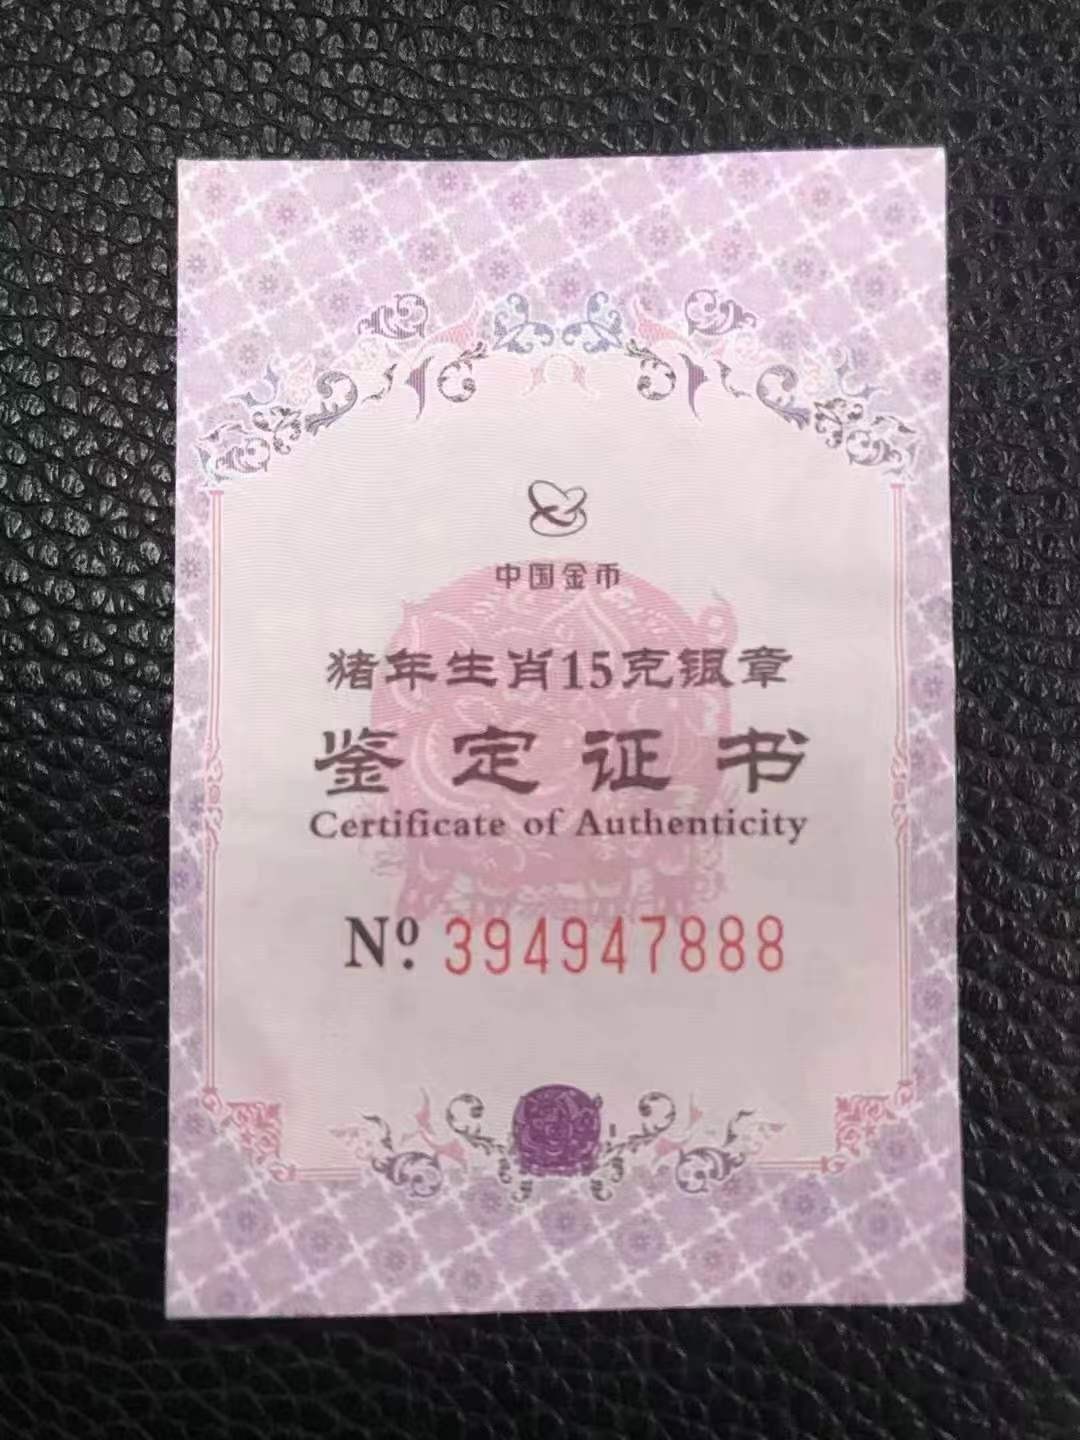 中国金币
猪年生肖15克银章
鉴定证书
Certificate of Authenticity
Nº. 394947888